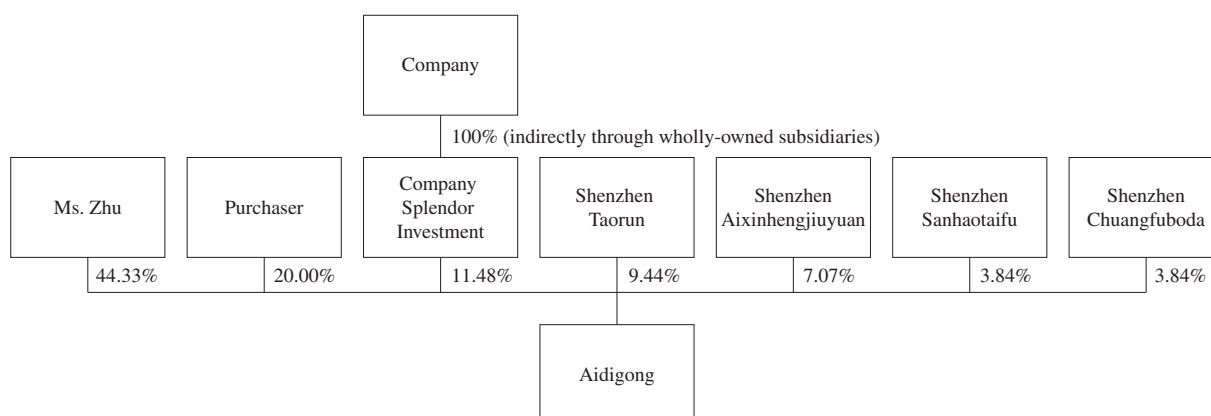 Company
100% (indirectly through wholly-owned subsidiaries)
Ms. Zhu
Purchaser
Company
Splendor
Investment
Shenzhen
Taorun
Shenzhen
Aixinhengjiuyuan
Shenzhen
Sanhaotaifu
Shenzhen
Chuangfuboda
44.33%
20.00%
11.48%
9.44%
7.07%
3.84%
3.84%
Aidigong